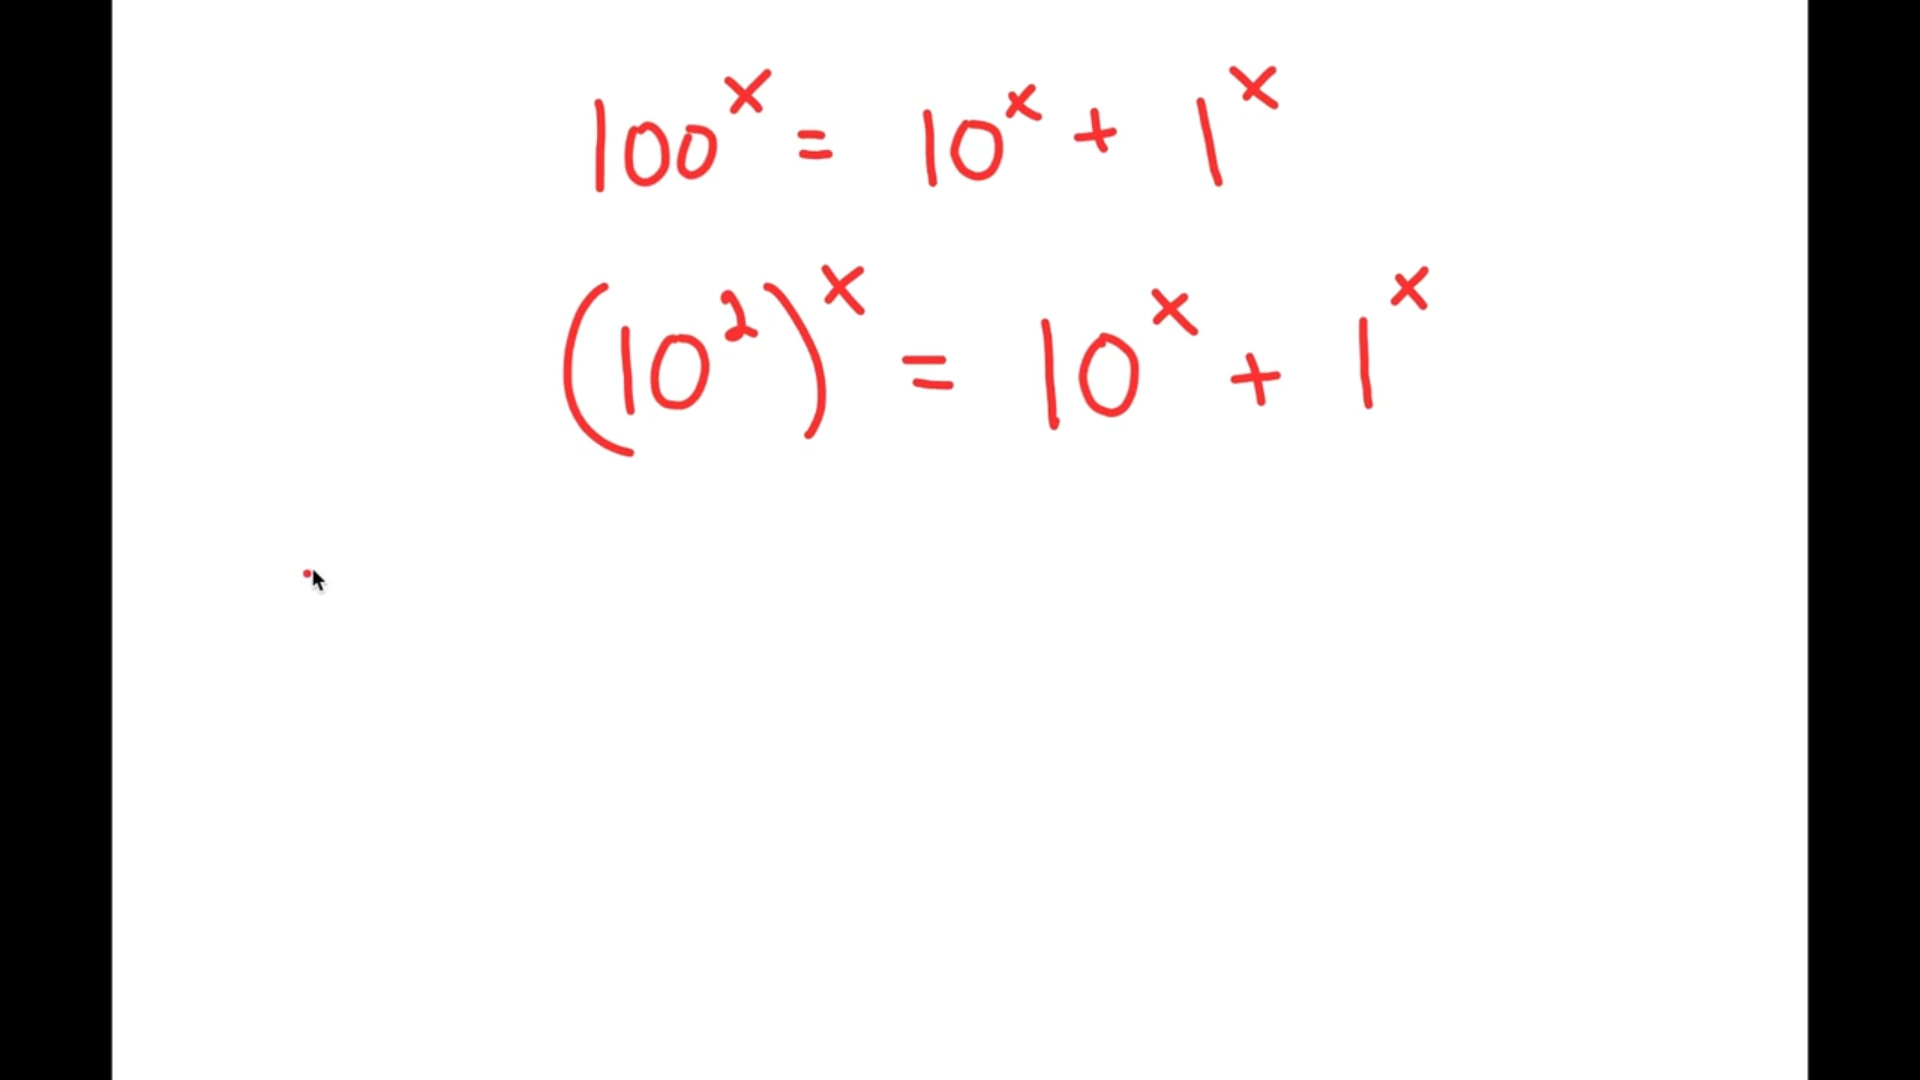 100^x = 10^x + 1^x
(10^2)^x = 10^x + 1^x